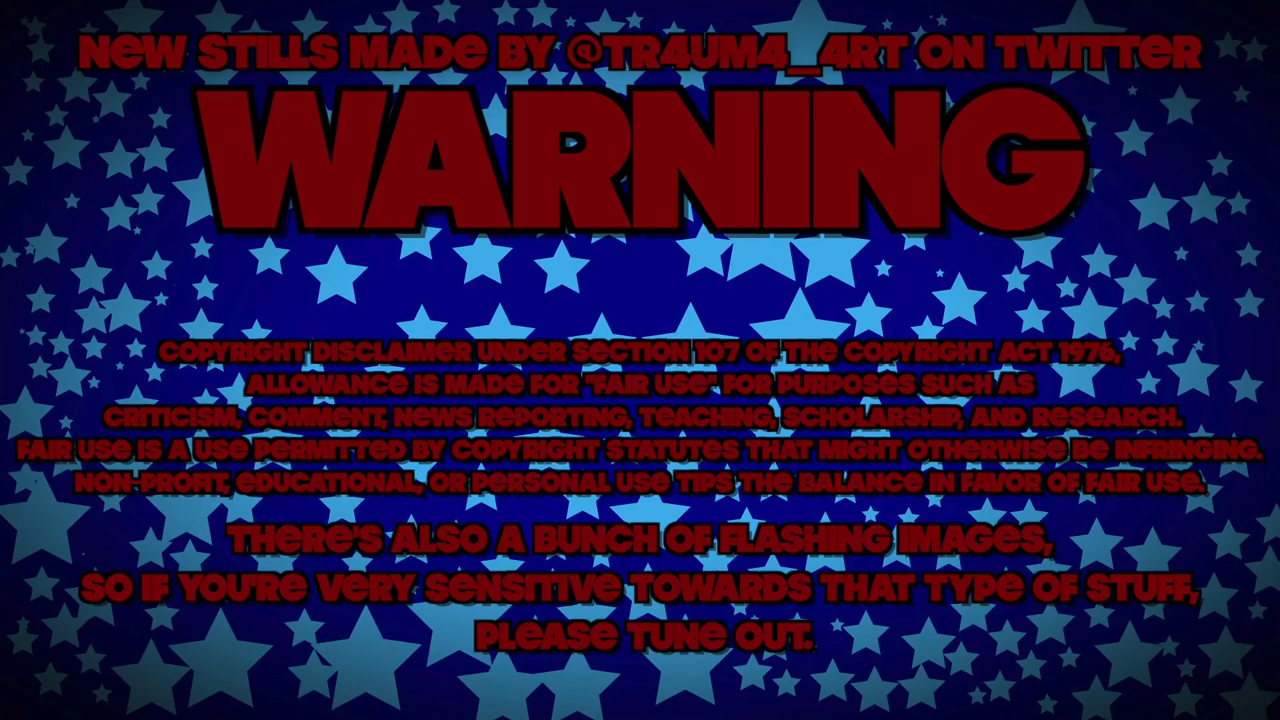 NeW STILLS MADe BY @TR4UM4_4RT ON TWITTeR
WARNING
COPYRIGHT DISCLAIMeR UNDeR SeCTION 107 OF THe COPYRIGHT ACT 1976,
ALLOWANCe IS MADe FOR "FAIR USe" FOR PURPOSeS SUCH AS
CRITICISM, COMMeNT, NeWS RePORTING, TeACHING, SCHOLARSHIP, AND ReSeARCH.
FAIR USe IS A USe PeRMITTeD BY COPYRIGHT STATUTeS THAT MIGHT OTHeRWISe Be INFRINGING.
NON-PROFIT, eDUCATIONAL, OR PeRSONAL USe TIPS THe BALANCe IN FAVOR OF FAIR USe.
THeRe'S ALSO A BUNCH OF FLASHING IMAGeS,
SO IF YOU'Re VeRY SeNSITIVe TOWARDS THAT TYPe OF STUFF,
PLeASe TUNe OUT.